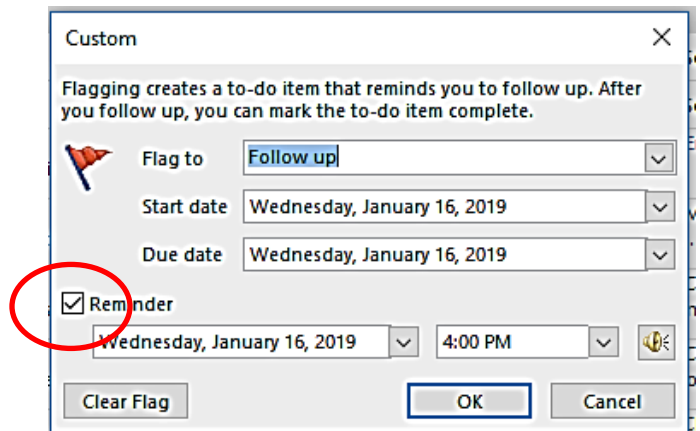 Custom
Flagging creates a to-do item that reminds you to follow up. After
you follow up, you can mark the to-do item complete.
Flag to Follow up
Start date Wednesday, January 16, 2019
Due date Wednesday, January 16, 2019
Reminder
Wednesday, January 16, 2019 4:00 PM
Clear Flag OK Cancel